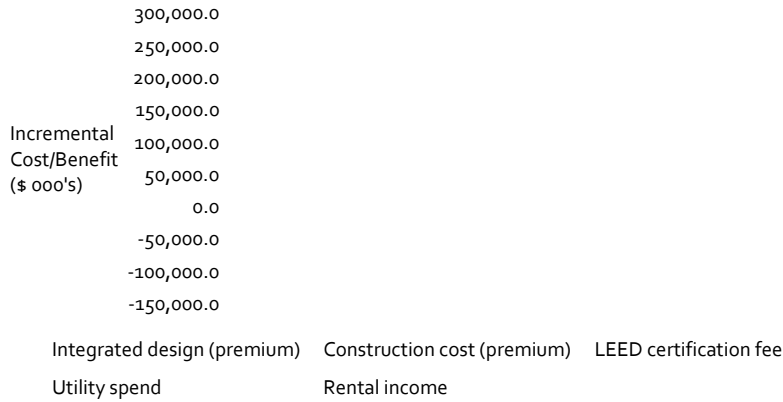 300,000.0
250,000.0
200,000.0
150,000.0
Incremental
Cost/Benefit
($ 000's)
100,000.0
50,000.0
0.0
-50,000.0
-100,000.0
-150,000.0
Integrated design (premium) Construction cost (premium) LEED certification fee
Utility spend Rental income